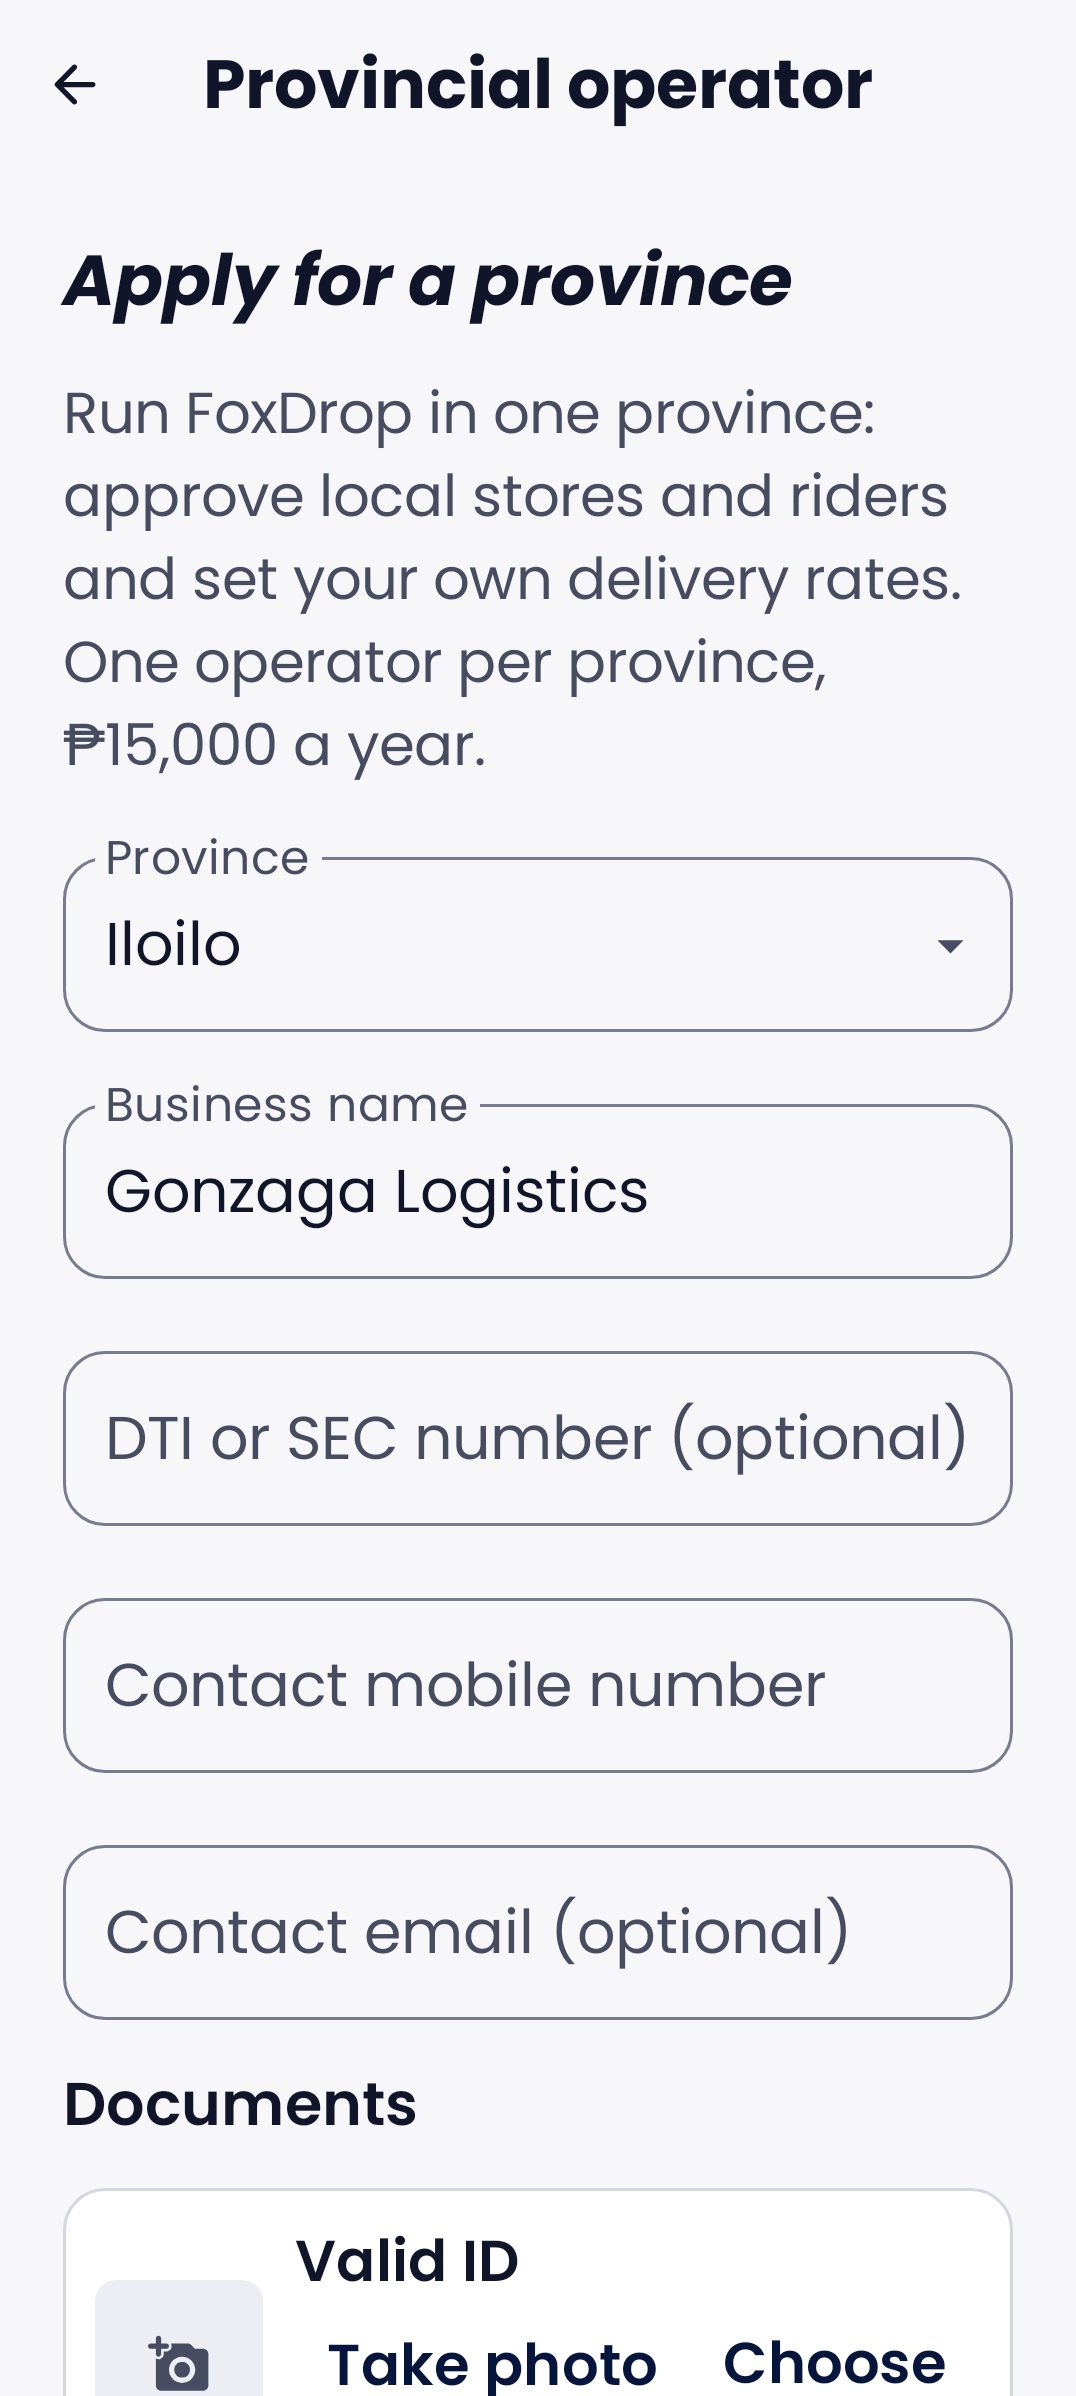 Provincial operator
Apply for a province
Run FoxDrop in one province:
approve local stores and riders
and set your own delivery rates.
One operator per province,
₱15,000 a year.
Province
Iloilo
Business name
Gonzaga Logistics
DTI or SEC number (optional)
Contact mobile number
Contact email (optional)
Documents
Valid ID
Take photo Choose